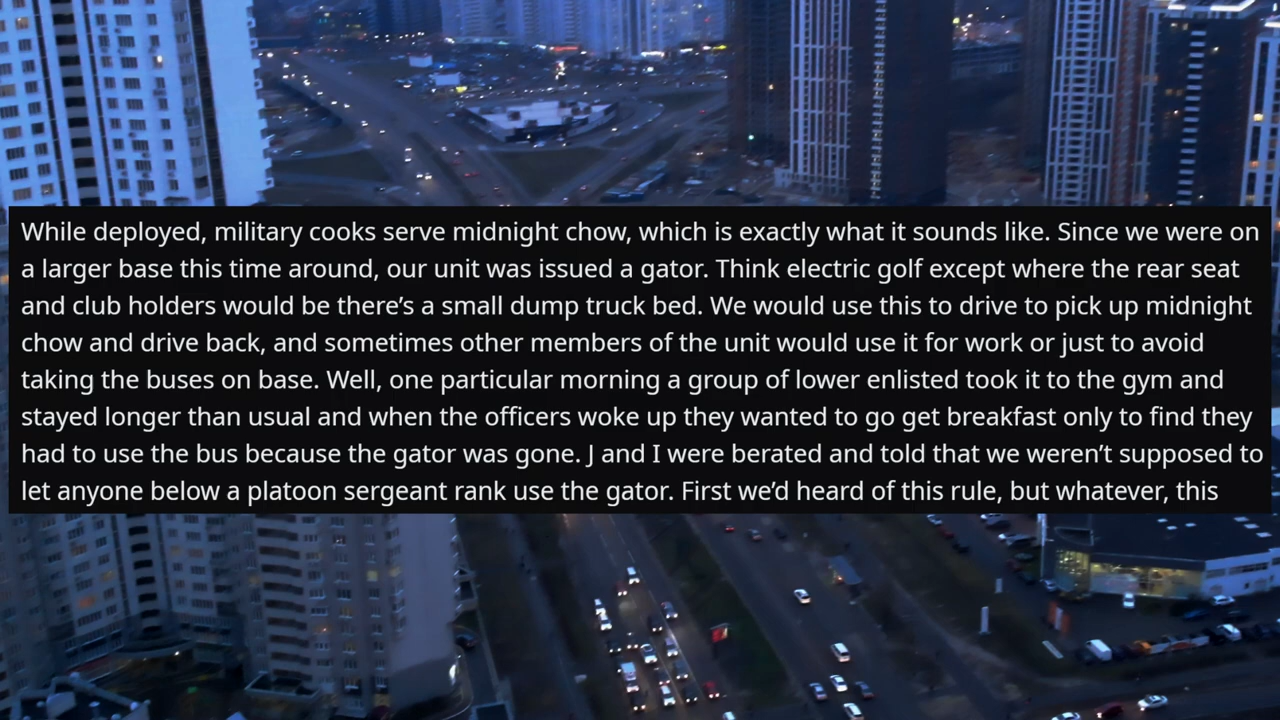 While deployed, military cooks serve midnight chow, which is exactly what it sounds like. Since we were on
a larger base this time around, our unit was issued a gator. Think electric golf except where the rear seat
and club holders would be there’s a small dump truck bed. We would use this to drive to pick up midnight
chow and drive back, and sometimes other members of the unit would use it for work or just to avoid
taking the buses on base. Well, one particular morning a group of lower enlisted took it to the gym and
stayed longer than usual and when the officers woke up they wanted to go get breakfast only to find they
had to use the bus because the gator was gone. J and I were berated and told that we weren’t supposed to
let anyone below a platoon sergeant rank use the gator. First we’d heard of this rule, but whatever, this